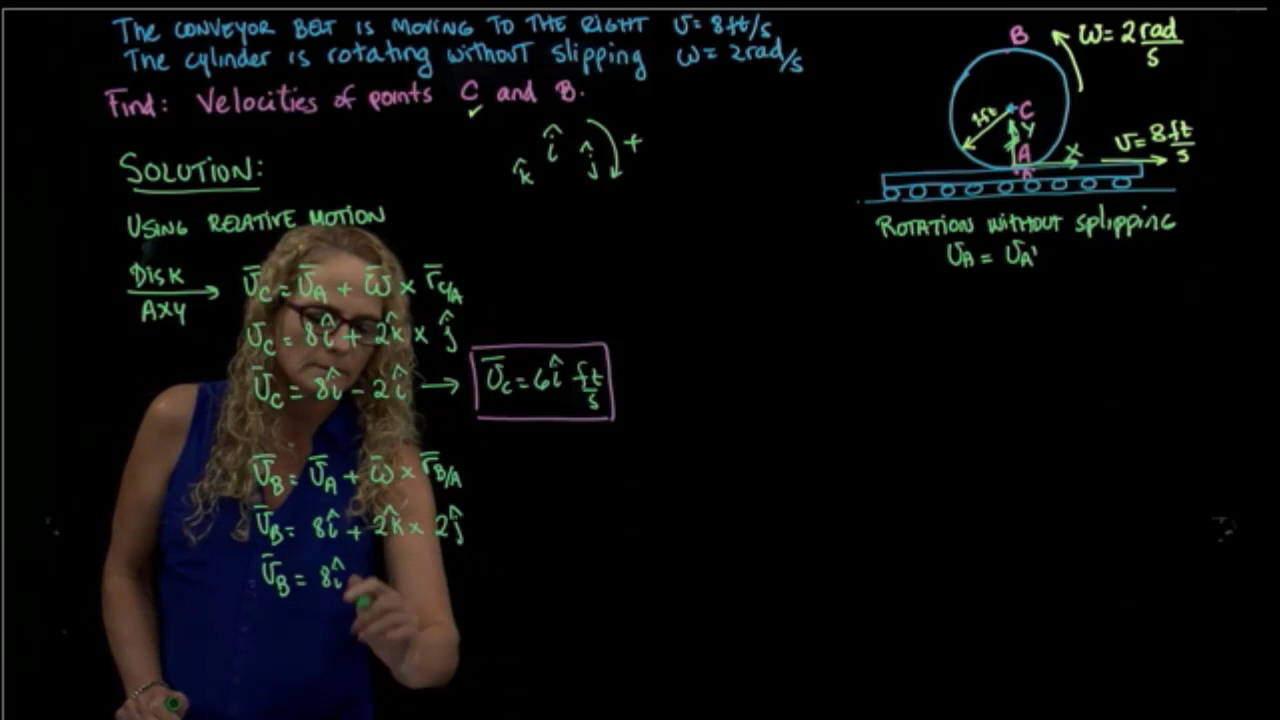 The CONVEYOR BELT IS MOVING TO THE RIGHT V = 8ft/s
The cylinder is rotating without slipping ω = 2rad/s
Find: Velocities of points C and B.
î ĵ k̂ +
SOLUTION:
USING RELATIVE MOTION
DISK
AXY
V̄C = V̄A + ω̄ × r̄C/A
V̄C = 8î + 2k̂ × ĵ
V̄C = 8î - 2î → V̄C = 6î ft/s
V̄B = V̄A + ω̄ × r̄B/A
V̄B = 8î + 2k̂ × 2ĵ
V̄B = 8î
B
ω = 2 rad/s
C
1ft
Y
A
X
V = 8 ft/s
A'
ROTATION WITHOUT SPLIPPING
VA = VA'